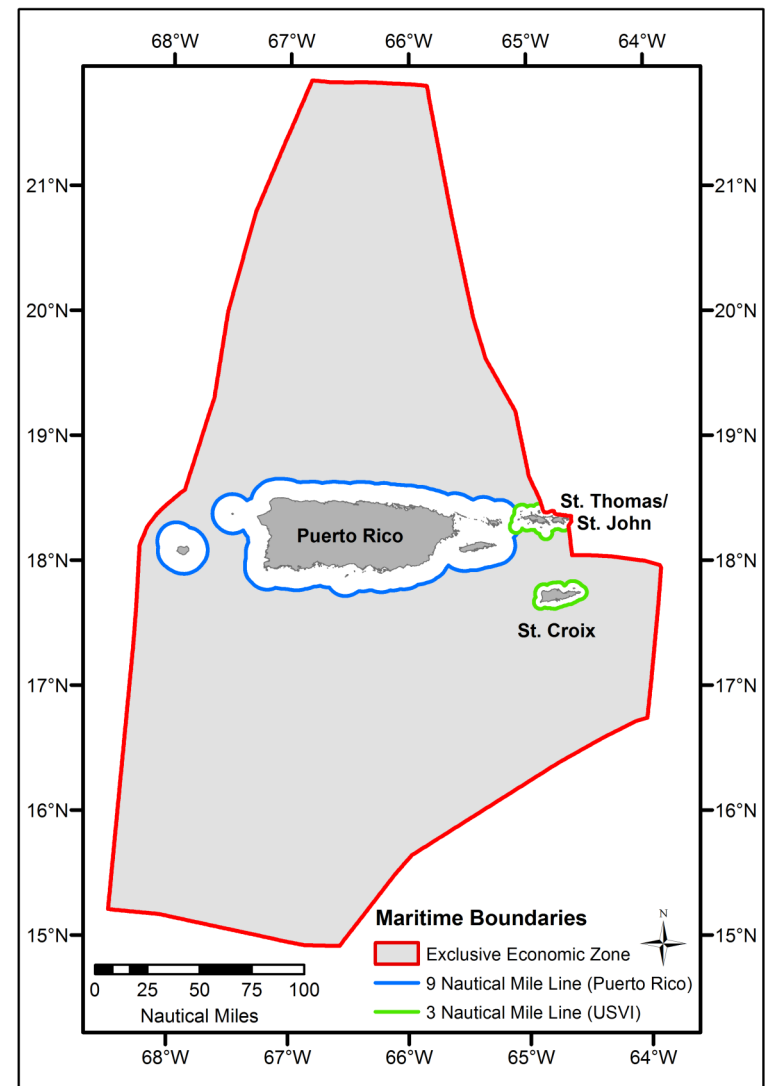 68°W 67°W 66°W 65°W 64°W
21°N 21°N
20°N 20°N
19°N 19°N
St. Thomas/
St. John
Puerto Rico
18°N 18°N
St. Croix
17°N 17°N
16°N 16°N
Maritime Boundaries
N
15°N 15°N
Exclusive Economic Zone
9 Nautical Mile Line (Puerto Rico)
3 Nautical Mile Line (USVI)
0 25 50 75 100
Nautical Miles
68°W 67°W 66°W 65°W 64°W